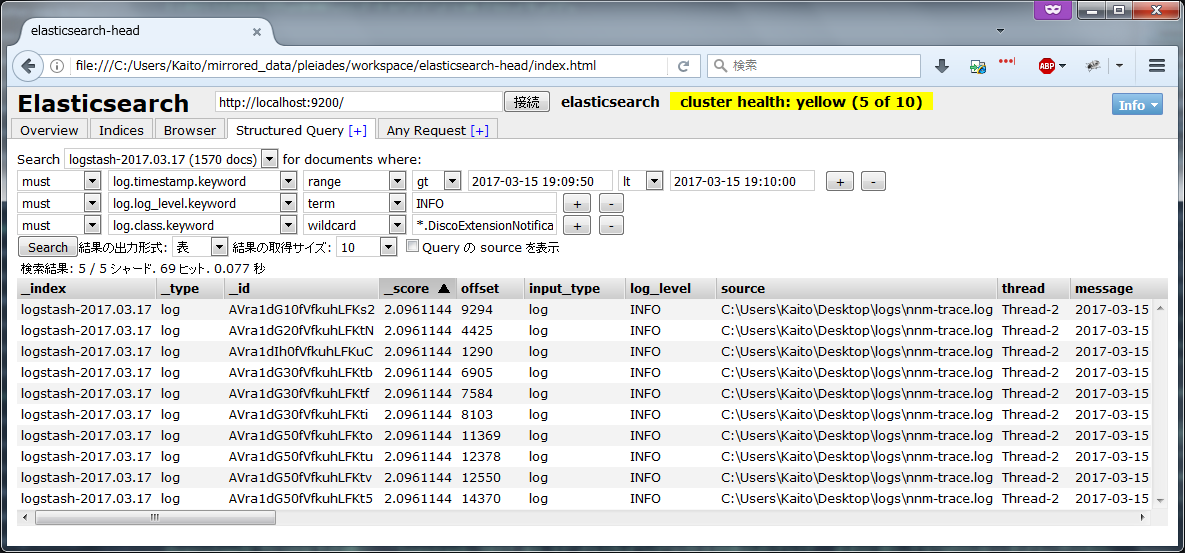 elasticsearch-head
file:///C:/Users/Kaito/mirrored_data/pleiades/workspace/elasticsearch-head/index.html 検索 ABP
Elasticsearch http://localhost:9200/ 接続 elasticsearch cluster health: yellow (5 of 10) Info
Overview Indices Browser Structured Query [+] Any Request [+]
Search logstash-2017.03.17 (1570 docs) for documents where:
must log.timestamp.keyword range gt 2017-03-15 19:09:50 lt 2017-03-15 19:10:00 + -
must log.log_level.keyword term INFO + -
must log.class.keyword wildcard *.DiscoExtensionNotifica + -
Search 結果の出力形式: 表 結果の取得サイズ: 10 Query の source を表示
検索結果: 5 / 5 シャード. 69 ヒット. 0.077 秒
_index _type _id _score ▲ offset input_type log_level source thread message
logstash-2017.03.17 log AVra1dG10fVfkuhLFKs2 2.0961144 9294 log INFO C:\Users\Kaito\Desktop\logs\nnm-trace.log Thread-2 2017-03-15
logstash-2017.03.17 log AVra1dG20fVfkuhLFKtN 2.0961144 4425 log INFO C:\Users\Kaito\Desktop\logs\nnm-trace.log Thread-2 2017-03-15
logstash-2017.03.17 log AVra1dIh0fVfkuhLFKuC 2.0961144 1290 log INFO C:\Users\Kaito\Desktop\logs\nnm-trace.log Thread-2 2017-03-15
logstash-2017.03.17 log AVra1dG30fVfkuhLFKtb 2.0961144 6905 log INFO C:\Users\Kaito\Desktop\logs\nnm-trace.log Thread-2 2017-03-15
logstash-2017.03.17 log AVra1dG30fVfkuhLFKtf 2.0961144 7584 log INFO C:\Users\Kaito\Desktop\logs\nnm-trace.log Thread-2 2017-03-15
logstash-2017.03.17 log AVra1dG30fVfkuhLFKti 2.0961144 8103 log INFO C:\Users\Kaito\Desktop\logs\nnm-trace.log Thread-2 2017-03-15
logstash-2017.03.17 log AVra1dG50fVfkuhLFKto 2.0961144 11369 log INFO C:\Users\Kaito\Desktop\logs\nnm-trace.log Thread-2 2017-03-15
logstash-2017.03.17 log AVra1dG50fVfkuhLFKtu 2.0961144 12378 log INFO C:\Users\Kaito\Desktop\logs\nnm-trace.log Thread-2 2017-03-15
logstash-2017.03.17 log AVra1dG50fVfkuhLFKtv 2.0961144 12550 log INFO C:\Users\Kaito\Desktop\logs\nnm-trace.log Thread-2 2017-03-15
logstash-2017.03.17 log AVra1dG50fVfkuhLFKt5 2.0961144 14370 log INFO C:\Users\Kaito\Desktop\logs\nnm-trace.log Thread-2 2017-03-15